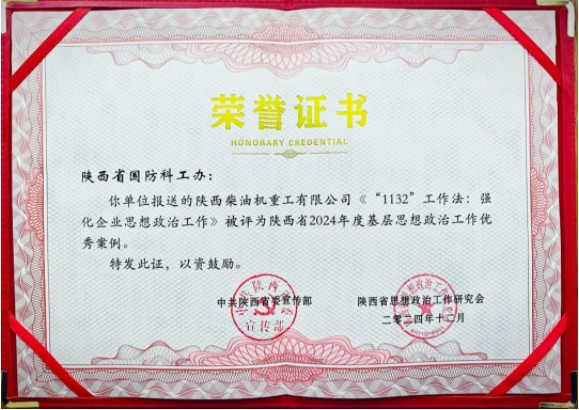 荣誉证书
HONORARY CREDENTIAL
陕西省国防科工办：
你单位报送的陕西柴油机重工有限公司《“1132”工作法：强
化企业思想政治工作》被评为陕西省2024年度基层思想政治工作优
秀案例。
特发此证，以资鼓励。
中共陕西省委宣传部
陕西省思想政治工作研究会
二〇二四年十二月
宣传部